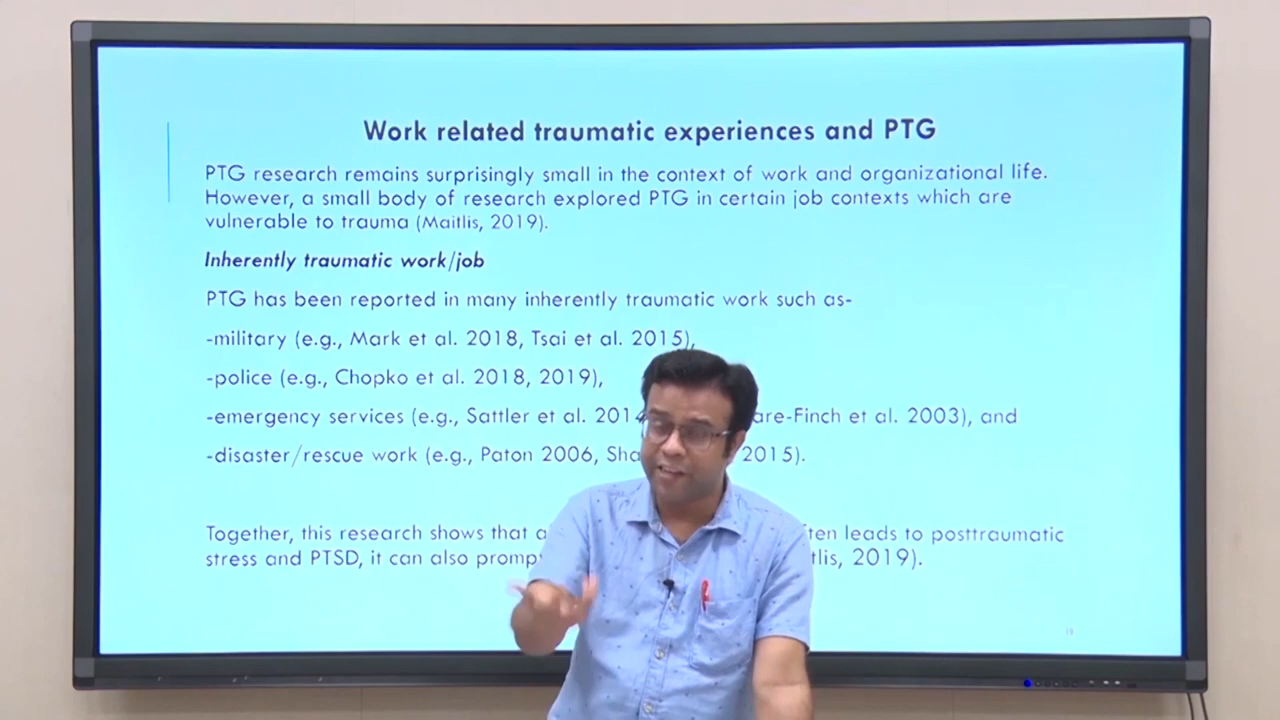 Work related traumatic experiences and PTG
PTG research remains surprisingly small in the context of work and organizational life.
However, a small body of research explored PTG in certain job contexts which are
vulnerable to trauma (Maitlis, 2019).
Inherently traumatic work/job
PTG has been reported in many inherently traumatic work such as-
-military (e.g., Mark et al. 2018, Tsai et al. 2015),
-police (e.g., Chopko et al. 2018, 2019),
-emergency services (e.g., Sattler et al. 2014 are-Finch et al. 2003), and
-disaster/rescue work (e.g., Paton 2006, Sha 2015).
Together, this research shows that leads to posttraumatic
stress and PTSD, it can also 2019).